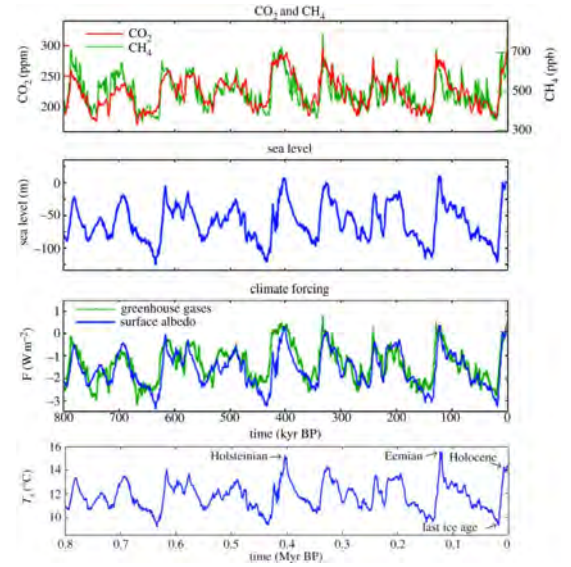 CO2 and CH4
CO2
CH4
CO2 (ppm)
300
250
200
CH4 (ppb)
700
500
300
sea level
sea level (m)
0
−50
−100
climate forcing
greenhouse gases
surface albedo
F (W m−2)
1
0
−1
−2
−3
800 700 600 500 400 300 200 100 0
time (kyr BP)
Ts (°C)
16
14
12
10
Holsteinian
Eemian
Holocene
last ice age
0.8 0.7 0.6 0.5 0.4 0.3 0.2 0.1 0
time (Myr BP)